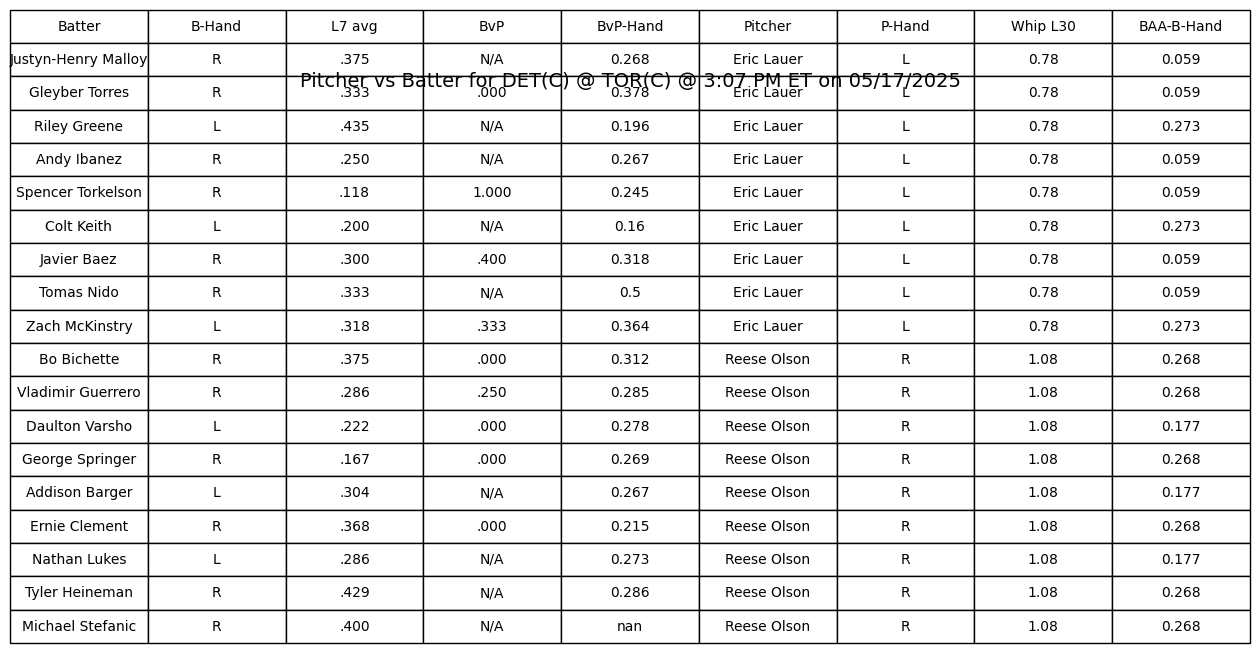 Batter B-Hand L7 avg BvP BvP-Hand Pitcher P-Hand Whip L30 BAA-B-Hand
Justyn-Henry Malloy R .375 N/A 0.268 Eric Lauer L 0.78 0.059
Pitcher vs Batter for DET(C) @ TOR(C) @ 3:07 PM ET on 05/17/2025
Gleyber Torres R .333 .000 0.378 Eric Lauer L 0.78 0.059
Riley Greene L .435 N/A 0.196 Eric Lauer L 0.78 0.273
Andy Ibanez R .250 N/A 0.267 Eric Lauer L 0.78 0.059
Spencer Torkelson R .118 1.000 0.245 Eric Lauer L 0.78 0.059
Colt Keith L .200 N/A 0.16 Eric Lauer L 0.78 0.273
Javier Baez R .300 .400 0.318 Eric Lauer L 0.78 0.059
Tomas Nido R .333 N/A 0.5 Eric Lauer L 0.78 0.059
Zach McKinstry L .318 .333 0.364 Eric Lauer L 0.78 0.273
Bo Bichette R .375 .000 0.312 Reese Olson R 1.08 0.268
Vladimir Guerrero R .286 .250 0.285 Reese Olson R 1.08 0.268
Daulton Varsho L .222 .000 0.278 Reese Olson R 1.08 0.177
George Springer R .167 .000 0.269 Reese Olson R 1.08 0.268
Addison Barger L .304 N/A 0.267 Reese Olson R 1.08 0.177
Ernie Clement R .368 .000 0.215 Reese Olson R 1.08 0.268
Nathan Lukes L .286 N/A 0.273 Reese Olson R 1.08 0.177
Tyler Heineman R .429 N/A 0.286 Reese Olson R 1.08 0.268
Michael Stefanic R .400 N/A nan Reese Olson R 1.08 0.268